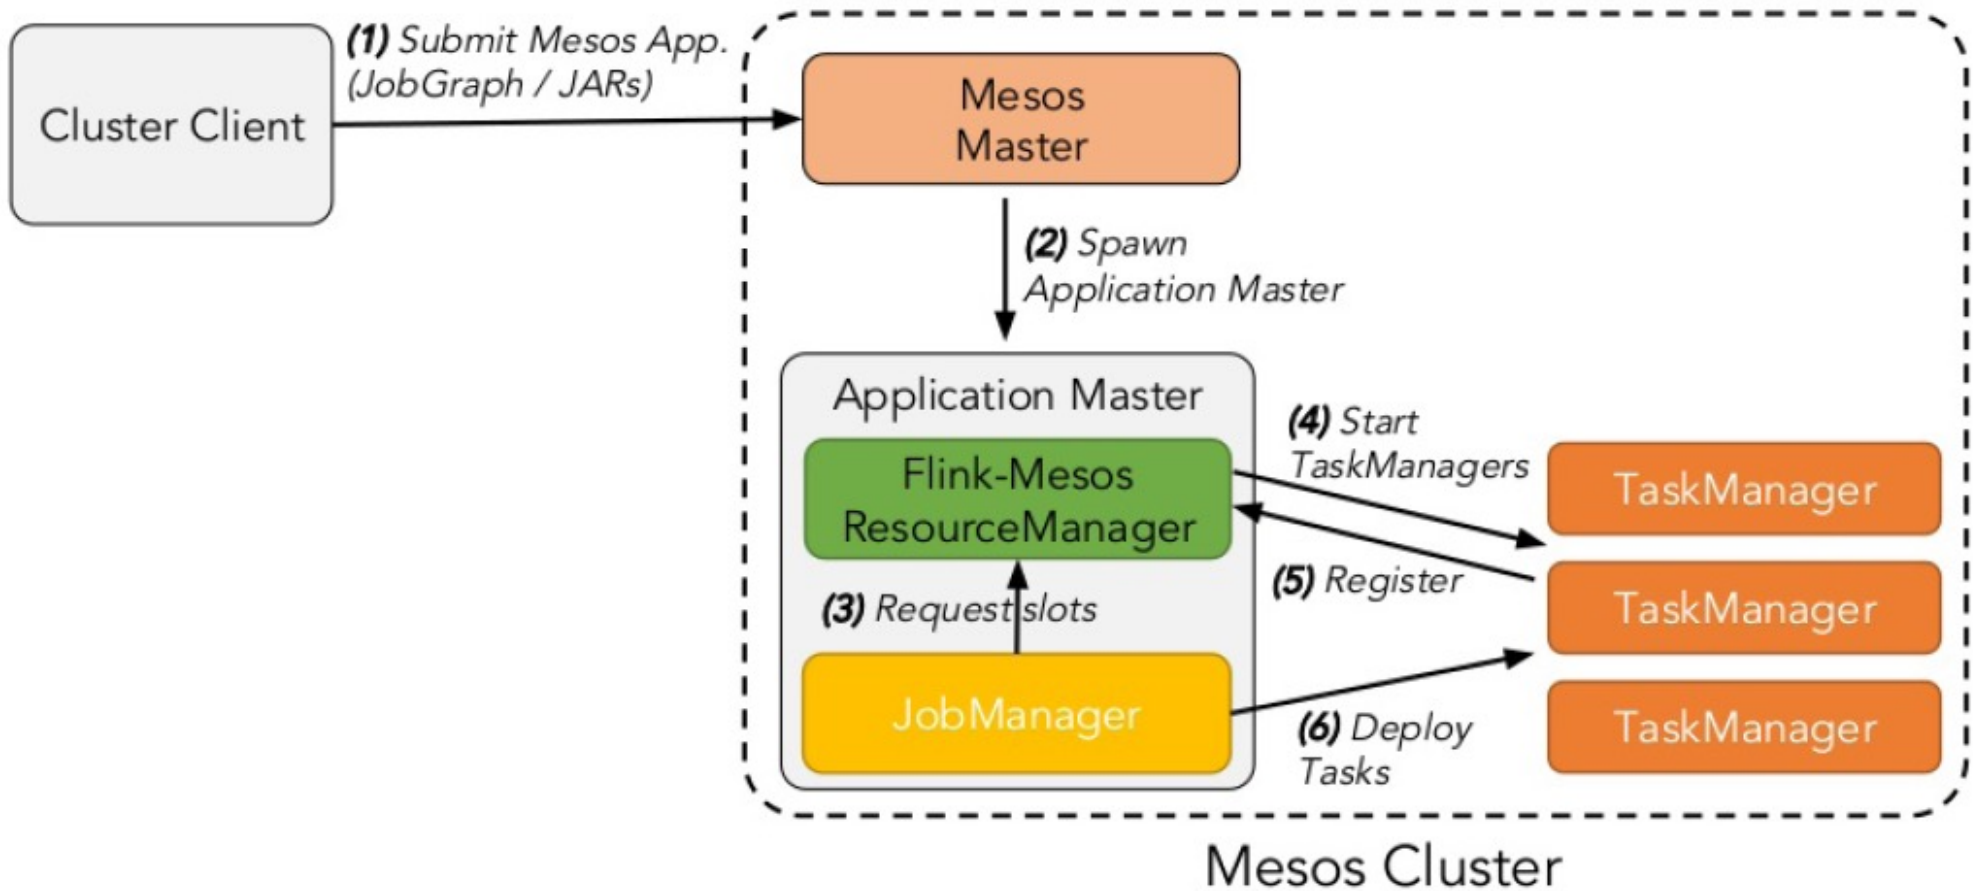 Cluster Client
(1) Submit Mesos App.
(JobGraph / JARs)
Mesos
Master
(2) Spawn
Application Master
Application Master
Flink-Mesos
ResourceManager
(3) Request slots
JobManager
(4) Start
TaskManagers
(5) Register
(6) Deploy
Tasks
TaskManager
TaskManager
TaskManager
Mesos Cluster